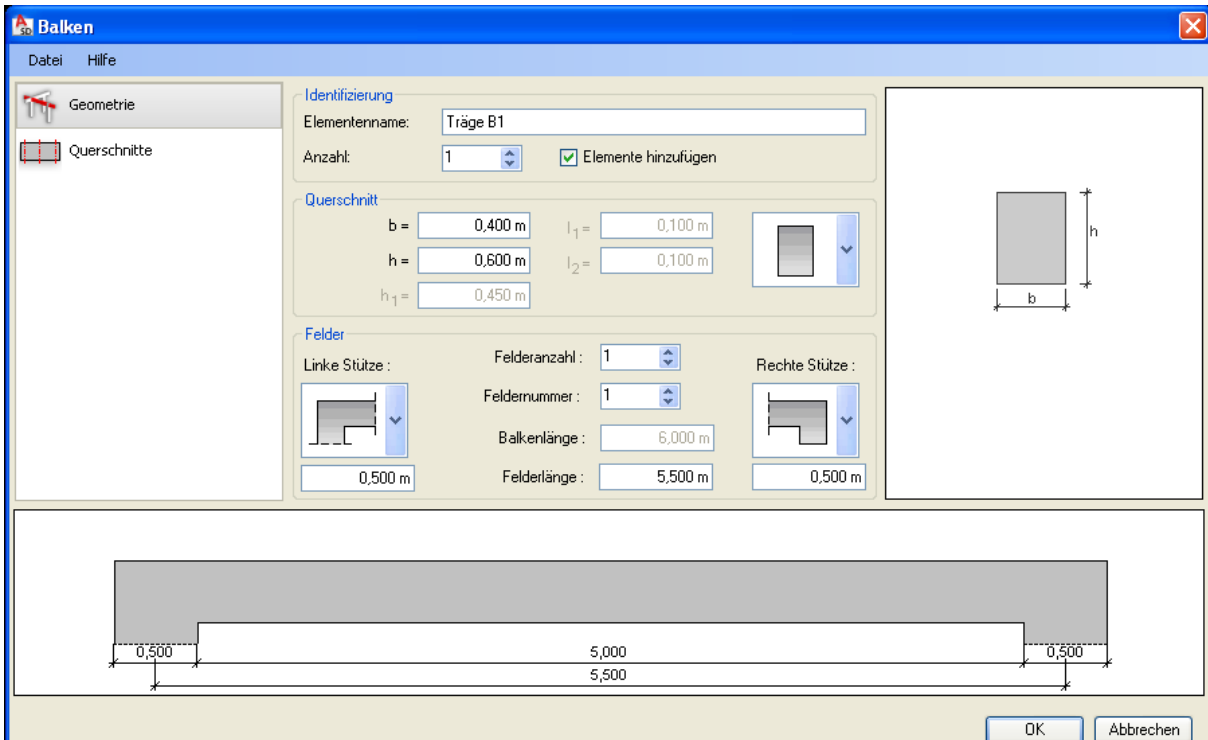 ASD Balken
Datei Hilfe
Geometrie
Querschnitte
Identifizierung
Elementenname: Träge B1
Anzahl: 1 Elemente hinzufügen
Querschnitt
b = 0,400 m l1 = 0,100 m
h = 0,600 m l2 = 0,100 m
h1 = 0,450 m
Felder
Linke Stütze : Felderanzahl : 1 Rechte Stütze :
Feldernummer : 1
Balkenlänge : 6,000 m
0,500 m Felderlänge : 5,500 m 0,500 m
h
b
0,500 5,000 0,500
5,500
OK Abbrechen